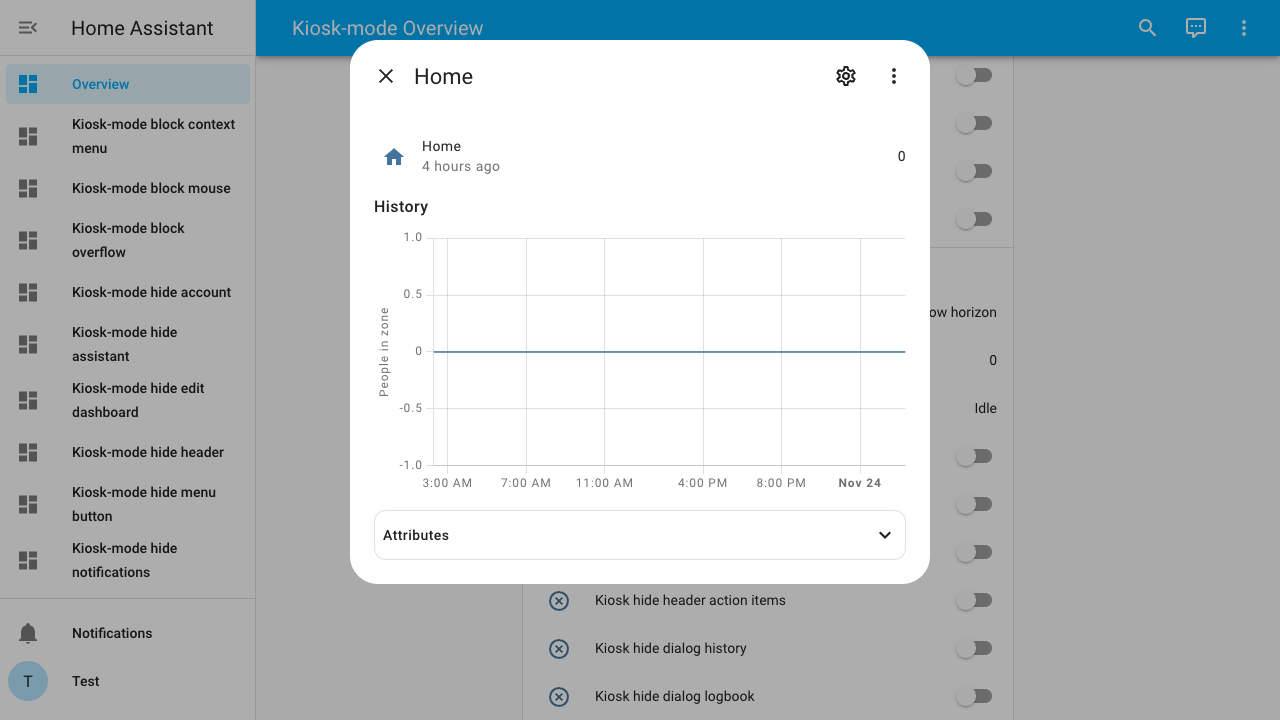 Home Assistant
Kiosk-mode Overview
Overview
Kiosk-mode block context
menu
Kiosk-mode block mouse
Kiosk-mode block
overflow
Kiosk-mode hide account
Kiosk-mode hide
assistant
Kiosk-mode hide edit
dashboard
Kiosk-mode hide header
Kiosk-mode hide menu
button
Kiosk-mode hide
notifications
Notifications
T
Test
Home
Home
4 hours ago
0
History
People in zone
1.0
0.5
0
-0.5
-1.0
3:00 AM
7:00 AM
11:00 AM
4:00 PM
8:00 PM
Nov 24
Attributes
ow horizon
0
Idle
Kiosk hide header action items
Kiosk hide dialog history
Kiosk hide dialog logbook